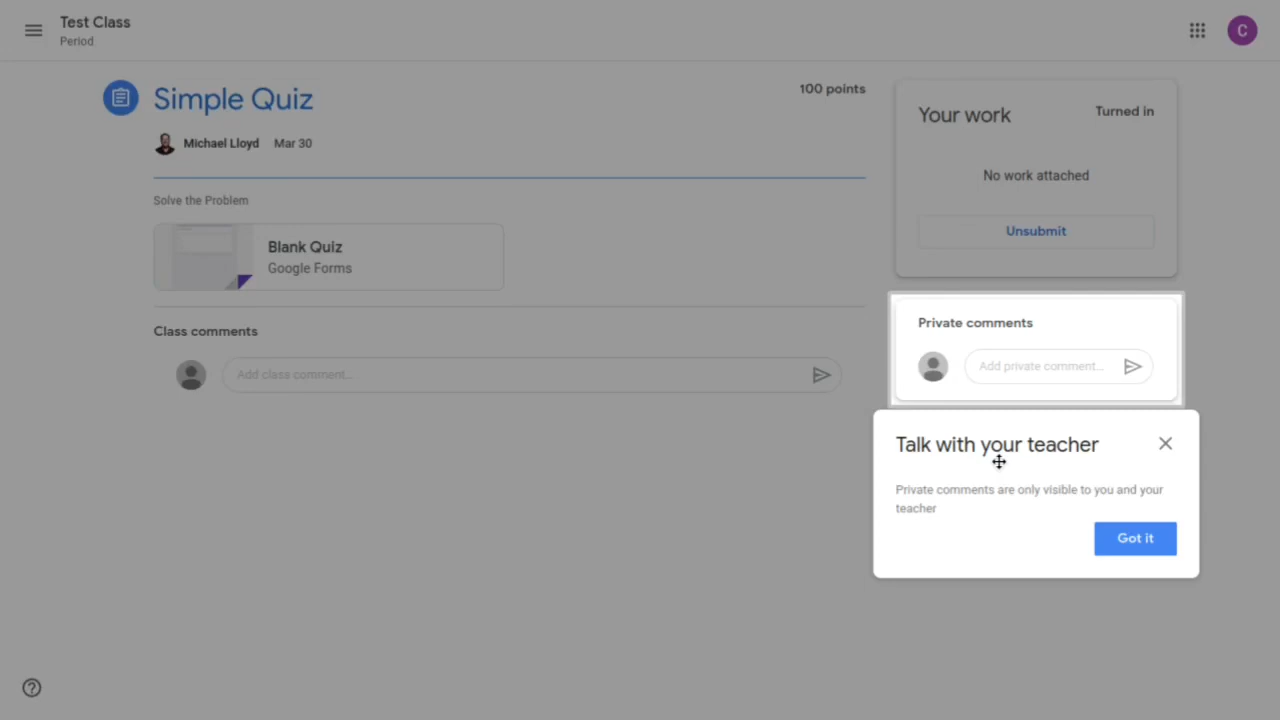 Test Class
Period
C
Simple Quiz
100 points
Michael Lloyd Mar 30
Solve the Problem
Blank Quiz
Google Forms
Class comments
Add class comment...
Your work
Turned in
No work attached
Unsubmit
Private comments
Add private comment...
Talk with your teacher
Private comments are only visible to you and your
teacher
Got it